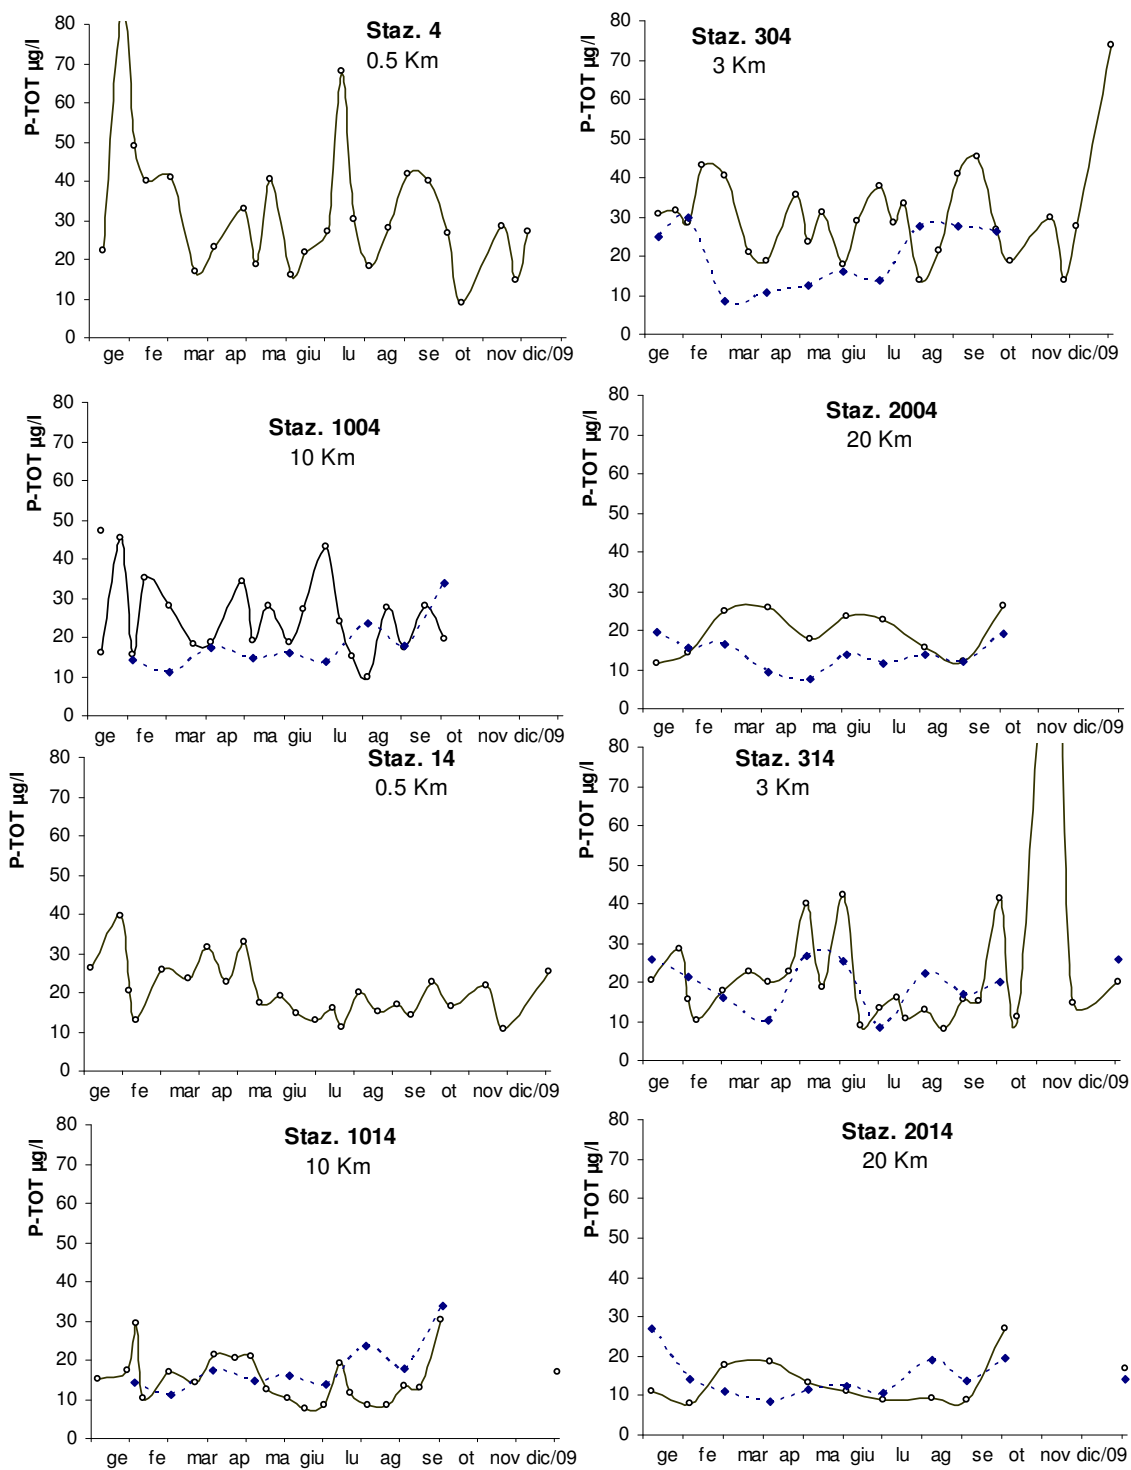 Staz. 4
0.5 Km
P-TOT µg/l
80
70
60
50
40
30
20
10
0
ge fe mar ap ma giu lu ag se ot nov dic/09
Staz. 304
3 Km
P-TOT µg/l
80
70
60
50
40
30
20
10
0
ge fe mar ap ma giu lu ag se ot nov dic/09
Staz. 1004
10 Km
P-TOT µg/l
80
70
60
50
40
30
20
10
0
ge fe mar ap ma giu lu ag se ot nov dic/09
Staz. 2004
20 Km
P-TOT µg/l
80
70
60
50
40
30
20
10
0
ge fe mar ap ma giu lu ag se ot nov dic/09
Staz. 14
0.5 Km
P-TOT µg/l
80
70
60
50
40
30
20
10
0
ge fe mar ap ma giu lu ag se ot nov dic/09
Staz. 314
3 Km
P-TOT µg/l
80
70
60
50
40
30
20
10
0
ge fe mar ap ma giu lu ag se ot nov dic/09
Staz. 1014
10 Km
P-TOT µg/l
80
70
60
50
40
30
20
10
0
ge fe mar ap ma giu lu ag se ot nov dic/09
Staz. 2014
20 Km
P-TOT µg/l
80
70
60
50
40
30
20
10
0
ge fe mar ap ma giu lu ag se ot nov dic/09